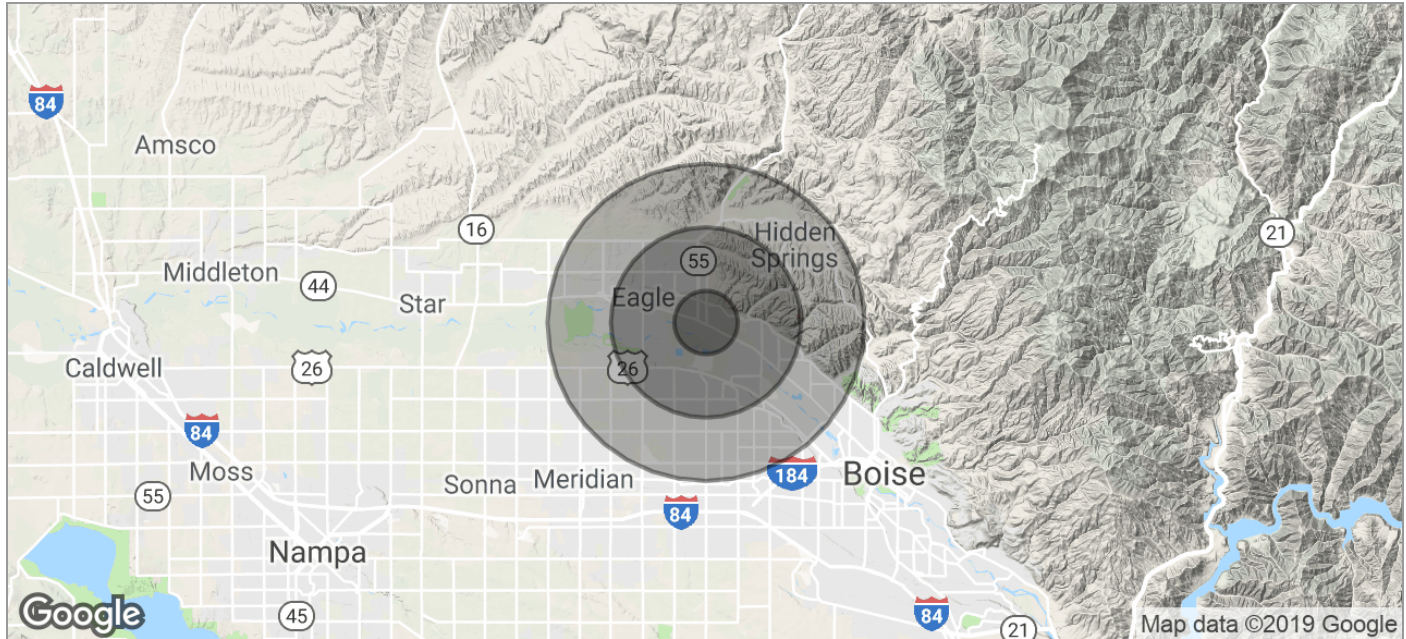 84
Amsco
16
Hidden
Springs
21
55
Middleton
44
Star
Eagle
Caldwell
26
26
84
Moss
Sonna
Meridian
184
Boise
55
84
Nampa
Google
45
84
21
Map data ©2019 Google